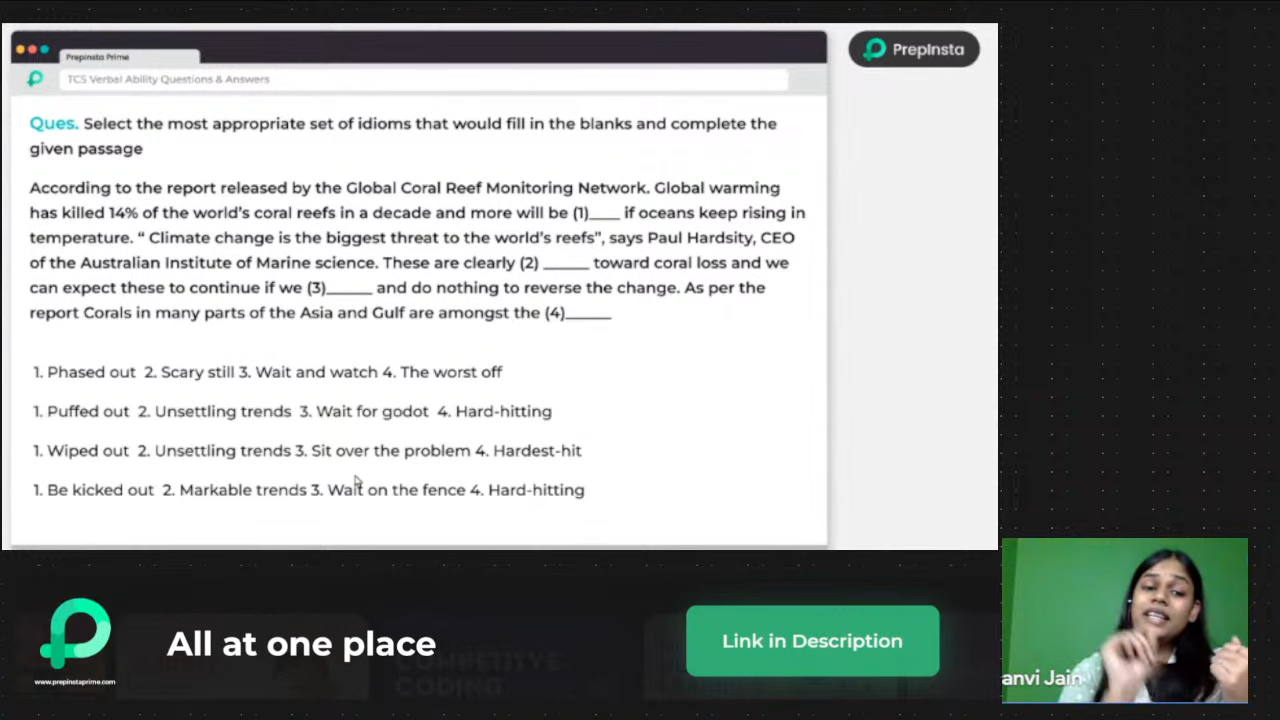 Prepinsta Prime
TCS Verbal Ability Questions & Answers
PrepInsta
Ques. Select the most appropriate set of idioms that would fill in the blanks and complete the
given passage
According to the report released by the Global Coral Reef Monitoring Network. Global warming
has killed 14% of the world's coral reefs in a decade and more will be (1)____ if oceans keep rising in
temperature. “ Climate change is the biggest threat to the world's reefs”, says Paul Hardsity, CEO
of the Australian Institute of Marine science. These are clearly (2) ______ toward coral loss and we
can expect these to continue if we (3)______ and do nothing to reverse the change. As per the
report Corals in many parts of the Asia and Gulf are amongst the (4)______
1. Phased out 2. Scary still 3. Wait and watch 4. The worst off
1. Puffed out 2. Unsettling trends 3. Wait for godot 4. Hard-hitting
1. Wiped out 2. Unsettling trends 3. Sit over the problem 4. Hardest-hit
1. Be kicked out 2. Markable trends 3. Wait on the fence 4. Hard-hitting
All at one place
www.prepinstaprime.com
COMPETITIVE
CODING
Link in Description
anvi Jain